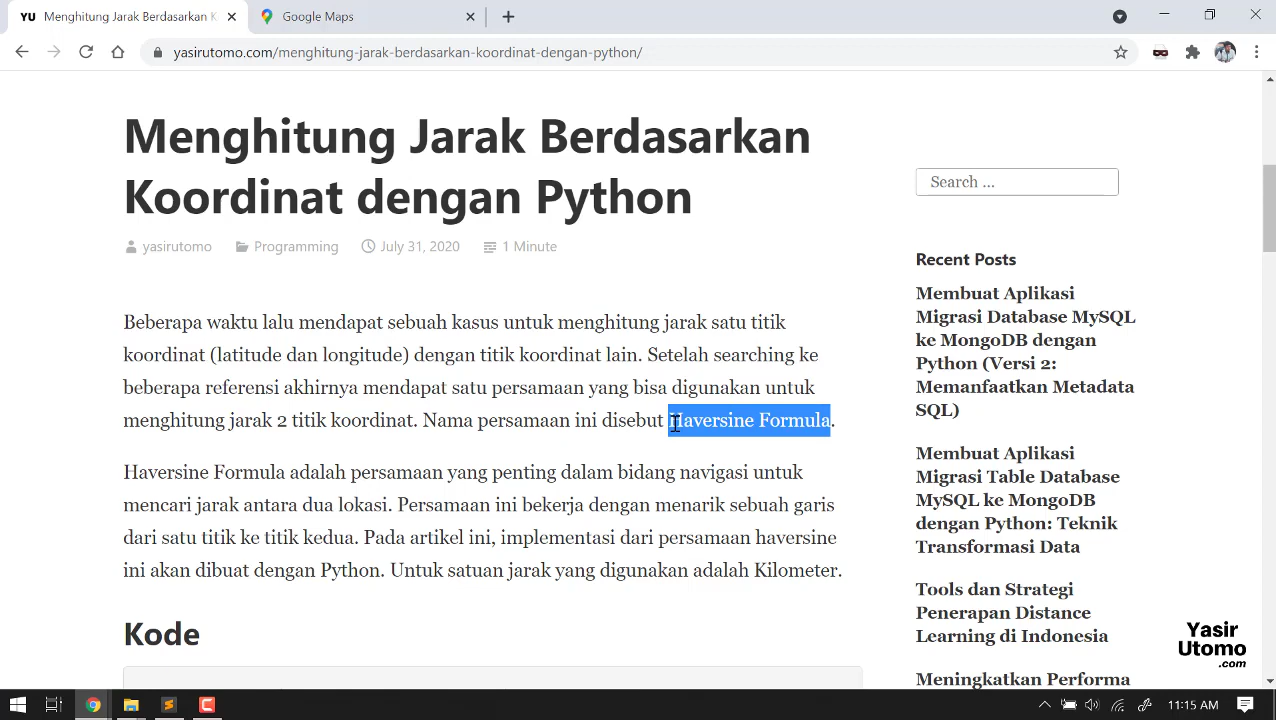 YU Menghitung Jarak Berdasarkan K
Google Maps
yasirutomo.com/menghitung-jarak-berdasarkan-koordinat-dengan-python/
Menghitung Jarak Berdasarkan
Koordinat dengan Python
yasirutomo Programming July 31, 2020 1 Minute
Beberapa waktu lalu mendapat sebuah kasus untuk menghitung jarak satu titik
koordinat (latitude dan longitude) dengan titik koordinat lain. Setelah searching ke
beberapa referensi akhirnya mendapat satu persamaan yang bisa digunakan untuk
menghitung jarak 2 titik koordinat. Nama persamaan ini disebut Haversine Formula.
Haversine Formula adalah persamaan yang penting dalam bidang navigasi untuk
mencari jarak antara dua lokasi. Persamaan ini bekerja dengan menarik sebuah garis
dari satu titik ke titik kedua. Pada artikel ini, implementasi dari persamaan haversine
ini akan dibuat dengan Python. Untuk satuan jarak yang digunakan adalah Kilometer.
Kode
Search ...
Recent Posts
Membuat Aplikasi
Migrasi Database MySQL
ke MongoDB dengan
Python (Versi 2:
Memanfaatkan Metadata
SQL)
Membuat Aplikasi
Migrasi Table Database
MySQL ke MongoDB
dengan Python: Teknik
Transformasi Data
Tools dan Strategi
Penerapan Distance
Learning di Indonesia
Meningkatkan Performa
Yasir
Utomo
.com
11:15 AM